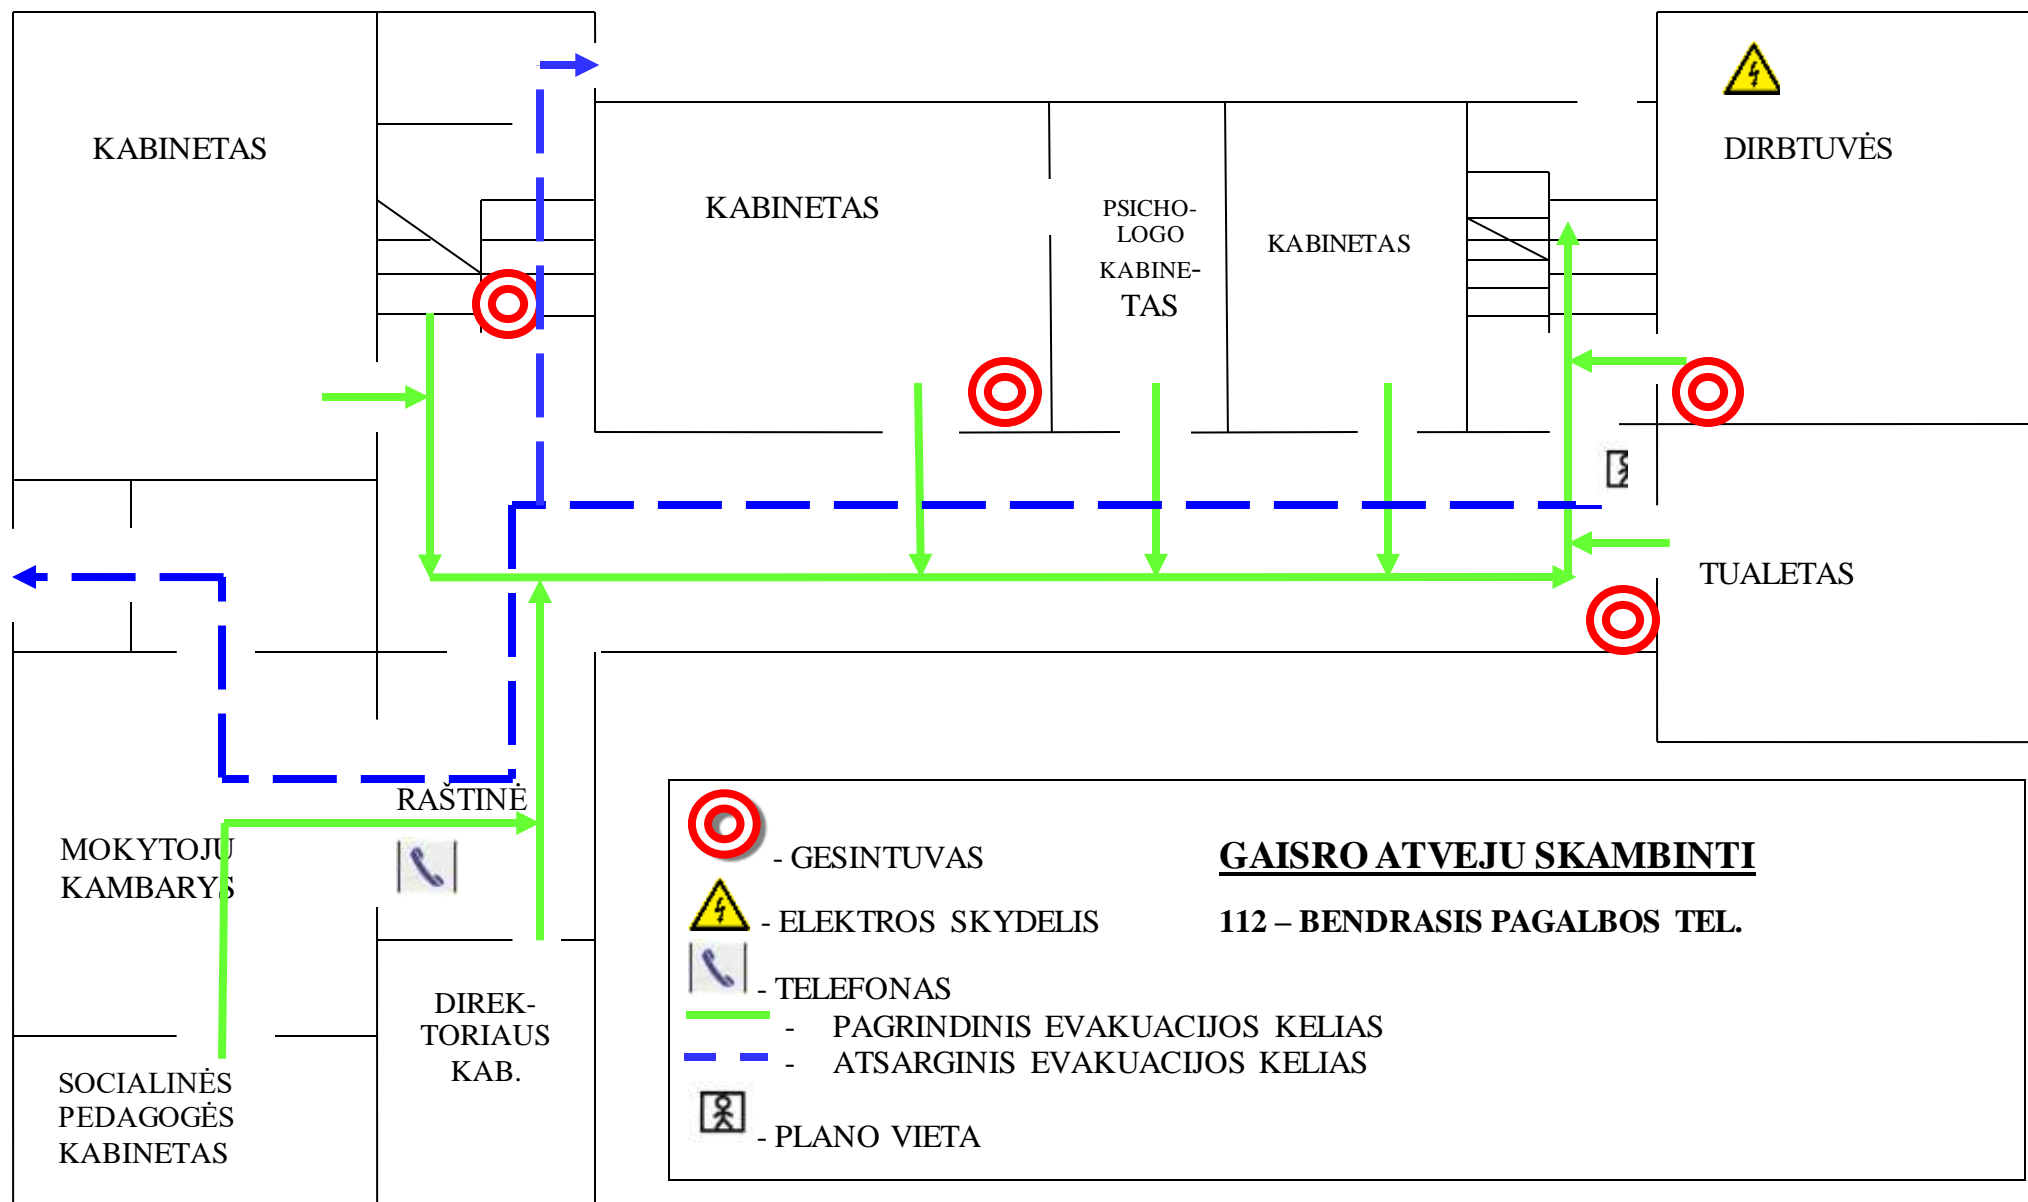 KABINETAS
KABINETAS
PSICHO-
LOGO
KABINE-
TAS
KABINETAS
DIRBTUVĖS
TUALETAS
RAŠTINĖ
MOKYTOJŲ
KAMBARYS
DIREK-
TORIAUS
KAB.
SOCIALINĖS
PEDAGOGĖS
KABINETAS
- GESINTUVAS
- ELEKTROS SKYDELIS
- TELEFONAS
- PAGRINDINIS EVAKUACIJOS KELIAS
- ATSARGINIS EVAKUACIJOS KELIAS
- PLANO VIETA
GAISRO ATVEJU SKAMBINTI
112 – BENDRASIS PAGALBOS TEL.